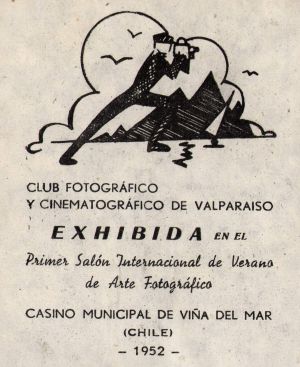 CLUB FOTOGRÁFICO
Y CINEMATOGRÁFICO DE VALPARAISO
EXHIBIDA EN EL
Primer Salón Internacional de Verano
de Arte Fotográfico
CASINO MUNICIPAL DE VIÑA DEL MAR
(CHILE)
- 1952 -